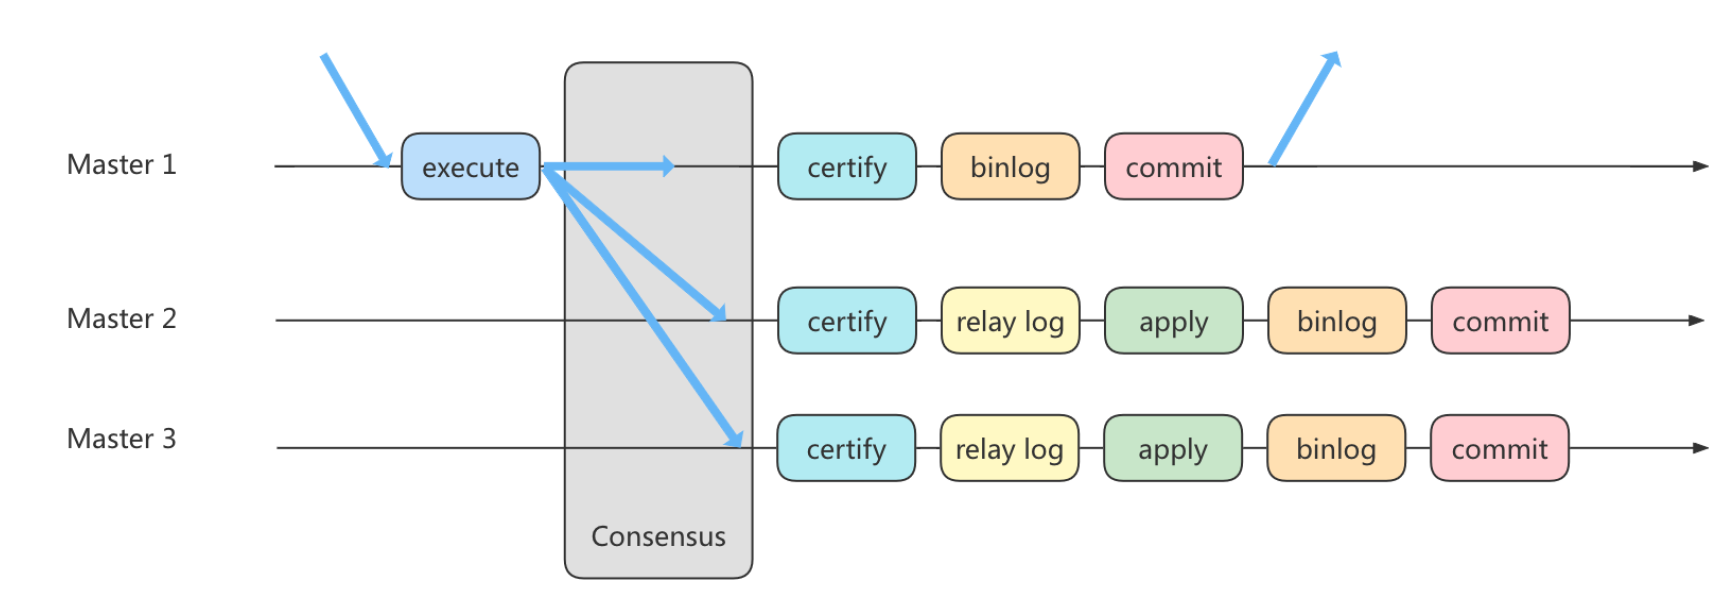 Master 1
execute
certify
binlog
commit
Master 2
certify
relay log
apply
binlog
commit
Master 3
certify
relay log
apply
binlog
commit
Consensus